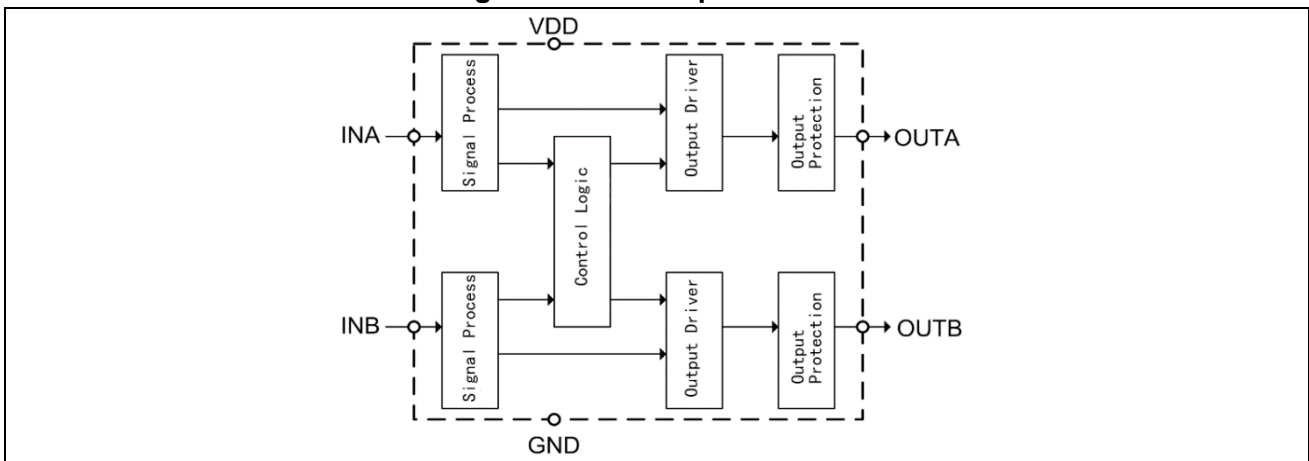 VDD
INA
Signal Process
Control Logic
Output Driver
Output
Protection
OUTA
INB
Signal Process
Output Driver
Output
Protection
OUTB
GND